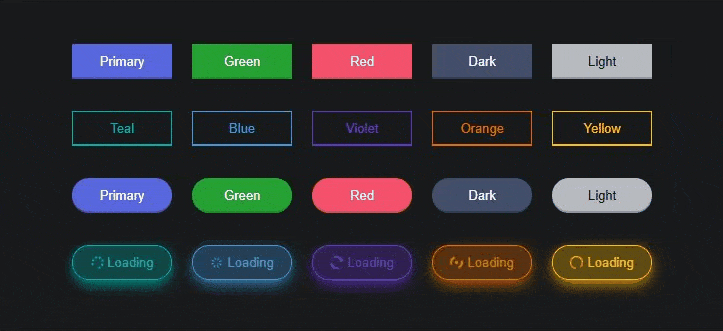 Primary Green Red Dark Light
Teal Blue Violet Orange Yellow
Primary Green Red Dark Light
Loading Loading Loading Loading Loading